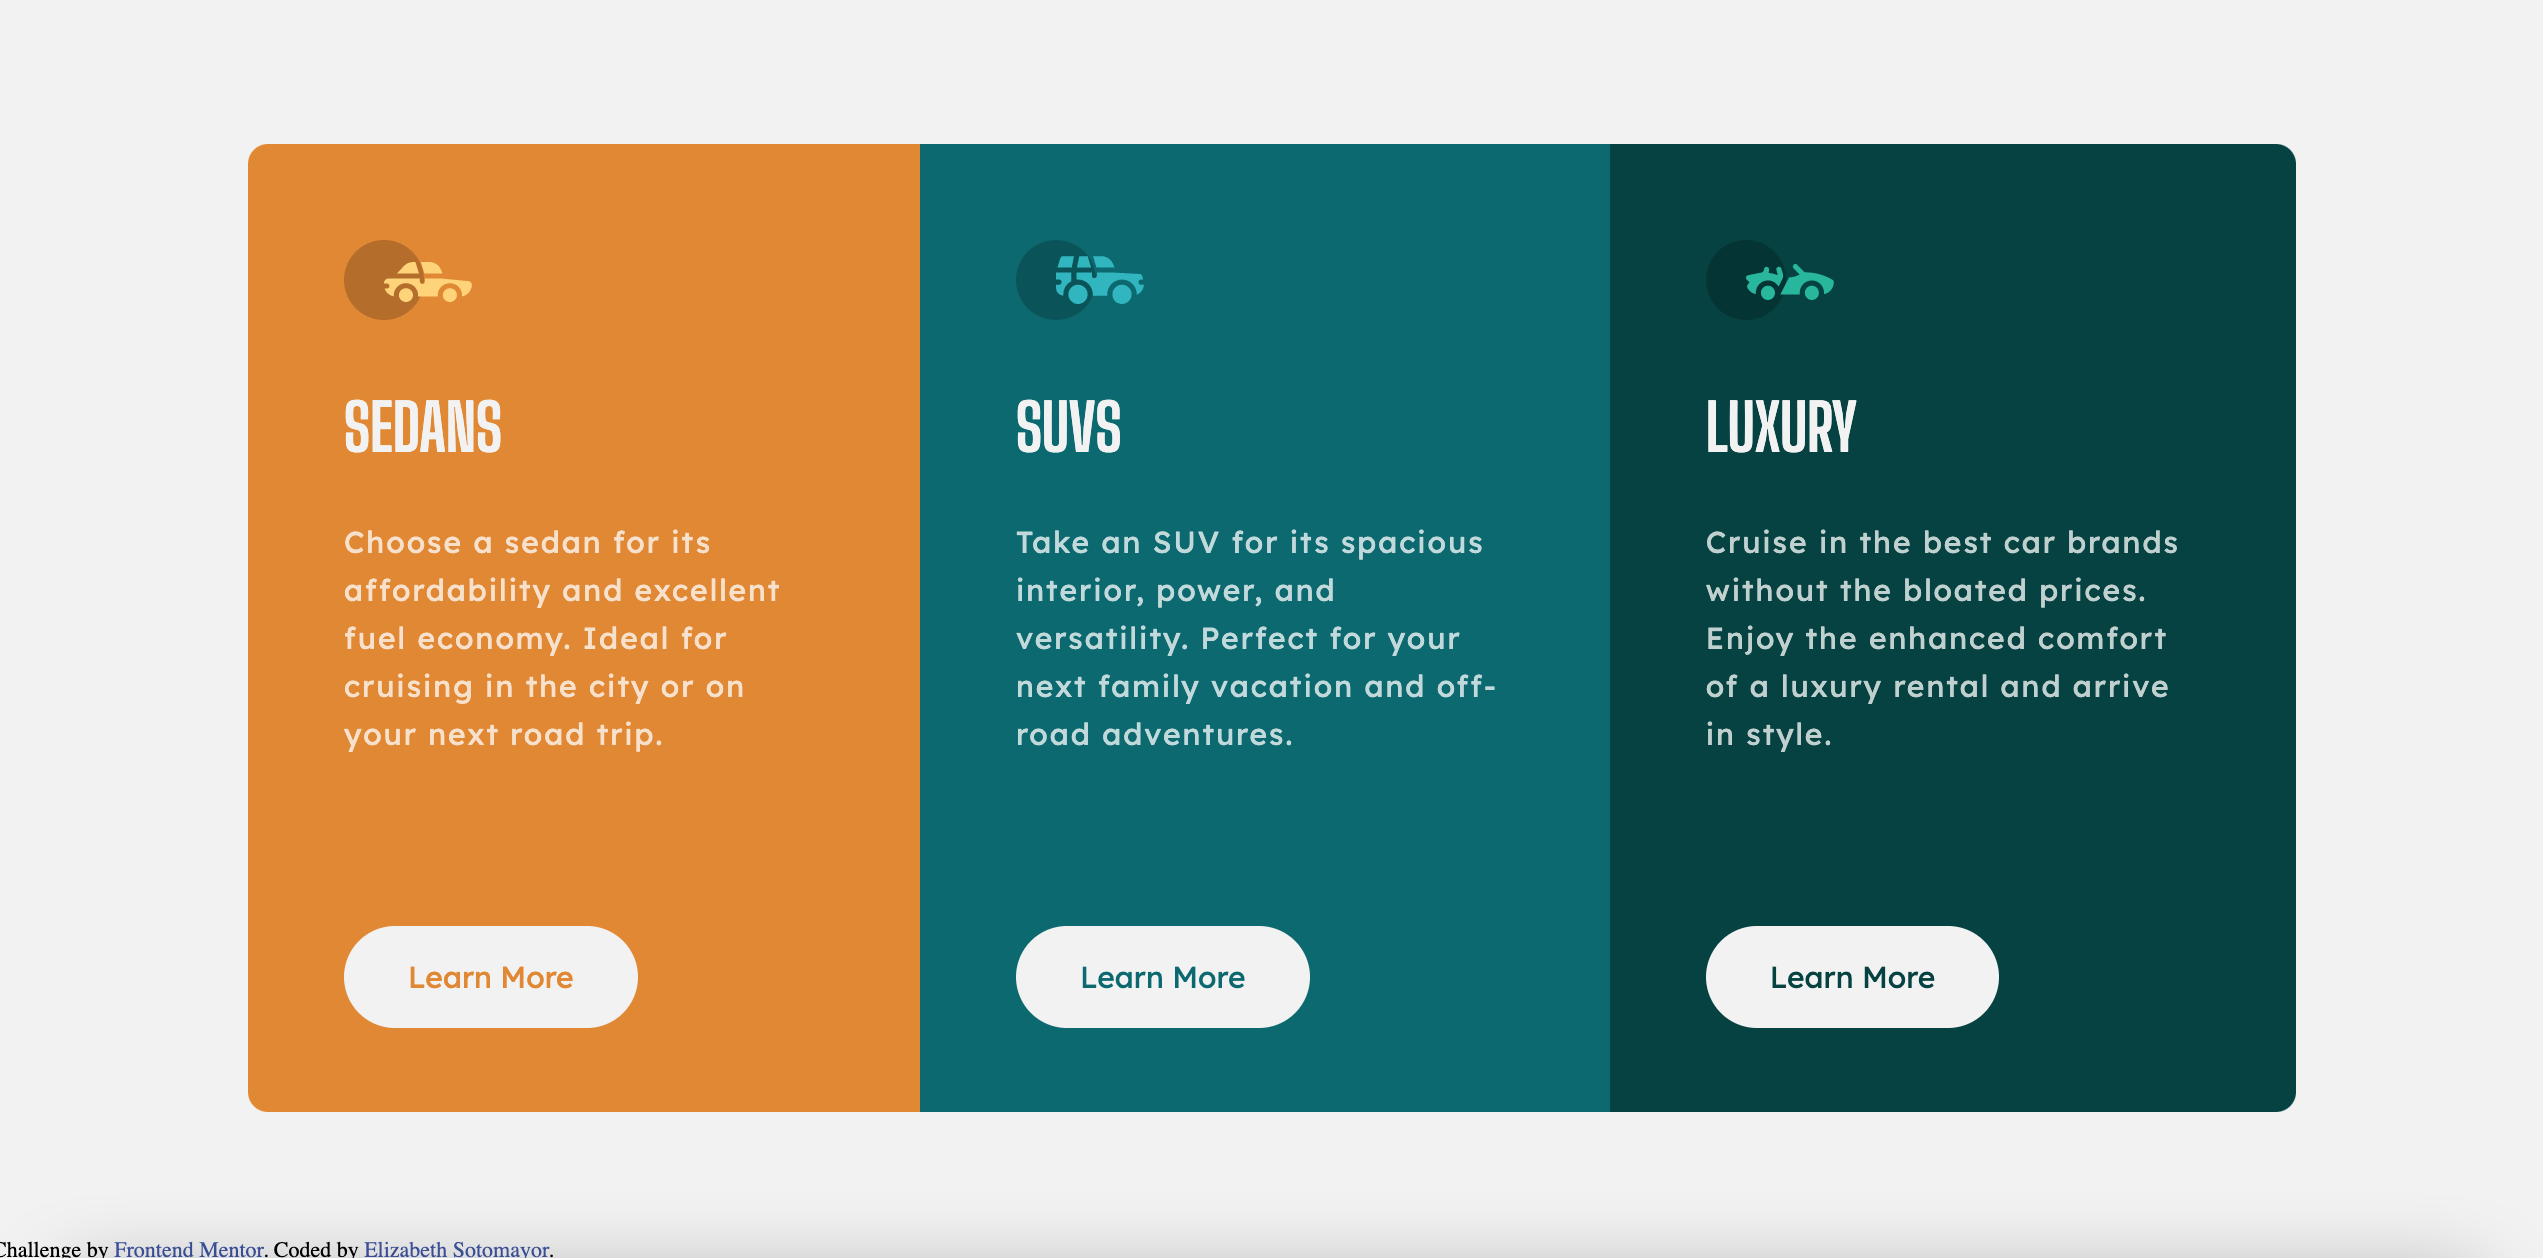 SEDANS
Choose a sedan for its
affordability and excellent
fuel economy. Ideal for
cruising in the city or on
your next road trip.
Learn More
SUVS
Take an SUV for its spacious
interior, power, and
versatility. Perfect for your
next family vacation and off-
road adventures.
Learn More
LUXURY
Cruise in the best car brands
without the bloated prices.
Enjoy the enhanced comfort
of a luxury rental and arrive
in style.
Learn More
Challenge by Frontend Mentor. Coded by Elizabeth Sotomayor.